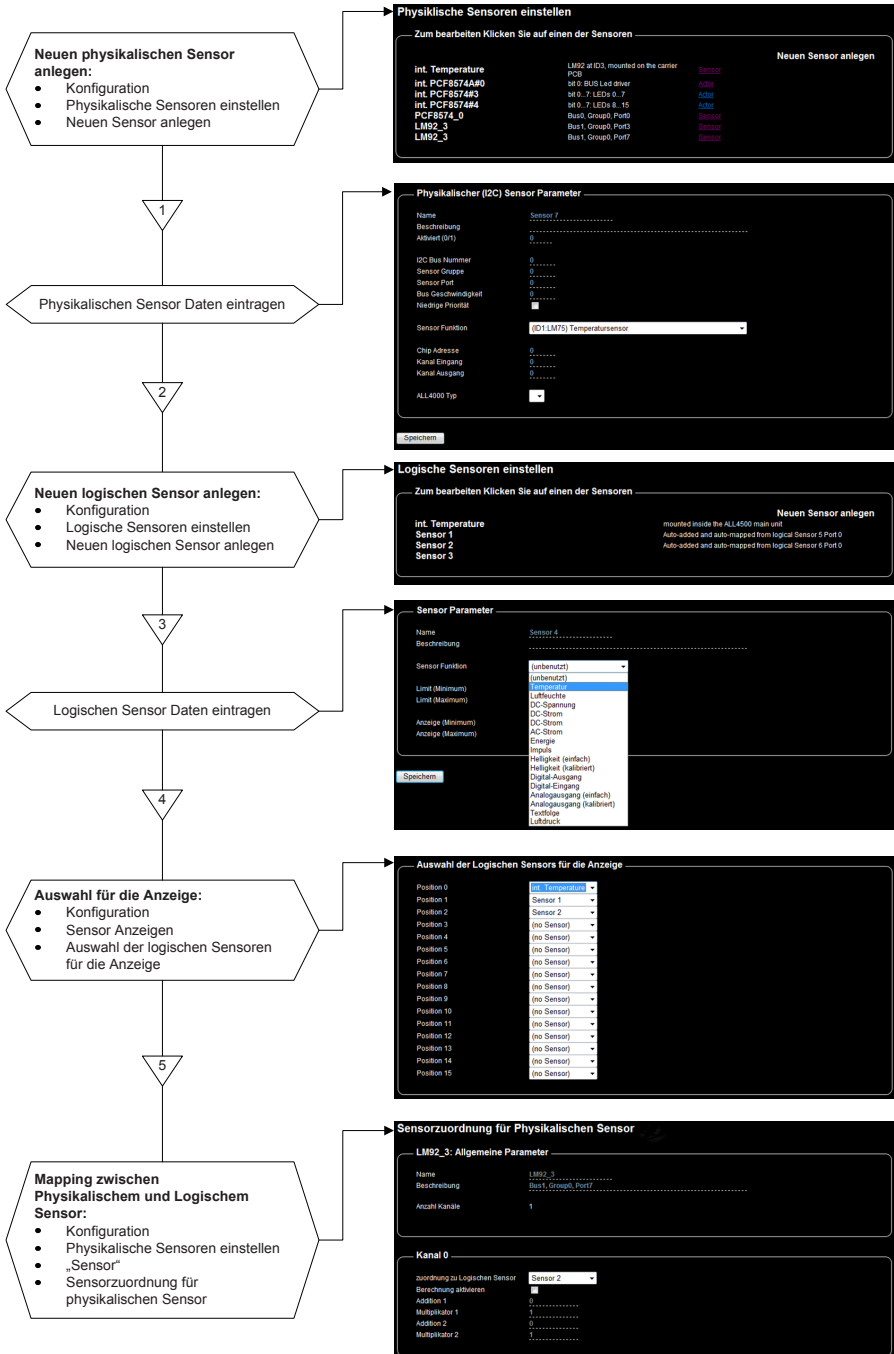 Neuen physikalischen Sensor
anlegen:
• Konfiguration
• Physikalische Sensoren einstellen
• Neuen Sensor anlegen
Physiklische Sensoren einstellen
Zum bearbeiten Klicken Sie auf einen der Sensoren
Neuen Sensor anlegen
int. Temperature LM92 at ID3, mounted on the carrier PCB Sensor
int. PCF8574A#0 bit 0: BUS Led driver Actor
int. PCF8574#3 bit 0...7: LEDs 0...7 Actor
int. PCF8574#4 bit 0...7: LEDs 8...15 Actor
PCF8574_0 Bus0, Group0, Port0 Sensor
LM92_3 Bus1, Group0, Port3 Sensor
LM92_3 Bus1, Group0, Port7 Sensor
1
Physikalischen Sensor Daten eintragen
Physikalischer (I2C) Sensor Parameter
Name Sensor 7
Beschreibung
Aktiviert (0/1) 0
I2C Bus Nummer 0
Sensor Gruppe 0
Sensor Port 0
Bus Geschwindigkeit 0
Niedrige Priorität
Sensor Funktion (ID1:LM75) Temperatursensor
Chip Adresse 0
Kanal Eingang 0
Kanal Ausgang 0
ALL4000 Typ
Speichern
2
Neuen logischen Sensor anlegen:
• Konfiguration
• Logische Sensoren einstellen
• Neuen logischen Sensor anlegen
Logische Sensoren einstellen
Zum bearbeiten Klicken Sie auf einen der Sensoren
Neuen Sensor anlegen
int. Temperature mounted inside the ALL4500 main unit
Sensor 1 Auto-added and auto-mapped from logical Sensor 5 Port 0
Sensor 2 Auto-added and auto-mapped from logical Sensor 6 Port 0
Sensor 3
3
Logischen Sensor Daten eintragen
Sensor Parameter
Name Sensor 4
Beschreibung
Sensor Funktion (unbenutzt)
Limit (Minimum)
Limit (Maximum)
Anzeige (Minimum)
Anzeige (Maximum)
(unbenutzt)
Temperatur
Luftfeuchte
DC-Spannung
DC-Strom
DC-Strom
AC-Strom
Energie
Impuls
Helligkeit (einfach)
Helligkeit (kalibriert)
Digital-Ausgang
Digital-Eingang
Analogausgang (einfach)
Analogausgang (kalibriert)
Textfolge
Luftdruck
Speichern
4
Auswahl für die Anzeige:
• Konfiguration
• Sensor Anzeigen
• Auswahl der logischen Sensoren
für die Anzeige
Auswahl der Logischen Sensors für die Anzeige
Position 0 int. Temperature
Position 1 Sensor 1
Position 2 Sensor 2
Position 3 (no Sensor)
Position 4 (no Sensor)
Position 5 (no Sensor)
Position 6 (no Sensor)
Position 7 (no Sensor)
Position 8 (no Sensor)
Position 9 (no Sensor)
Position 10 (no Sensor)
Position 11 (no Sensor)
Position 12 (no Sensor)
Position 13 (no Sensor)
Position 14 (no Sensor)
Position 15 (no Sensor)
5
Mapping zwischen
Physikalischem und Logischem
Sensor:
• Konfiguration
• Physikalische Sensoren einstellen
• „Sensor“
• Sensorzuordnung für
physikalischen Sensor
Sensorzuordnung für Physikalischen Sensor
LM92_3: Allgemeine Parameter
Name LM92_3
Beschreibung Bus1, Group0, Port7
Anzahl Kanäle 1
Kanal 0
zuordnung zu Logischen Sensor Sensor 2
Berechnung aktivieren
Addition 1 0
Multiplikator 1 1
Addition 2 0
Multiplikator 2 1